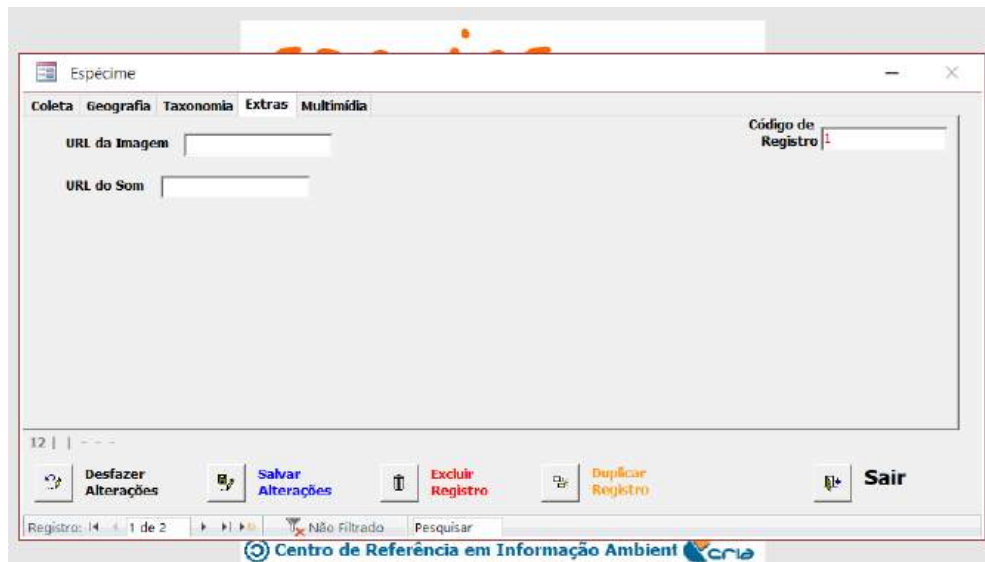 Espécime
Coleta Geografia Taxonomia Extras Multimídia
Código de
Registro 1
URL da Imagem
URL do Som
12 | | - - -
Desfazer
Alterações
Salvar
Alterações
Excluir
Registro
Duplicar
Registro
Sair
Registro: 1 de 2 Não Filtrado Pesquisar
Centro de Referência em Informação Ambient cria